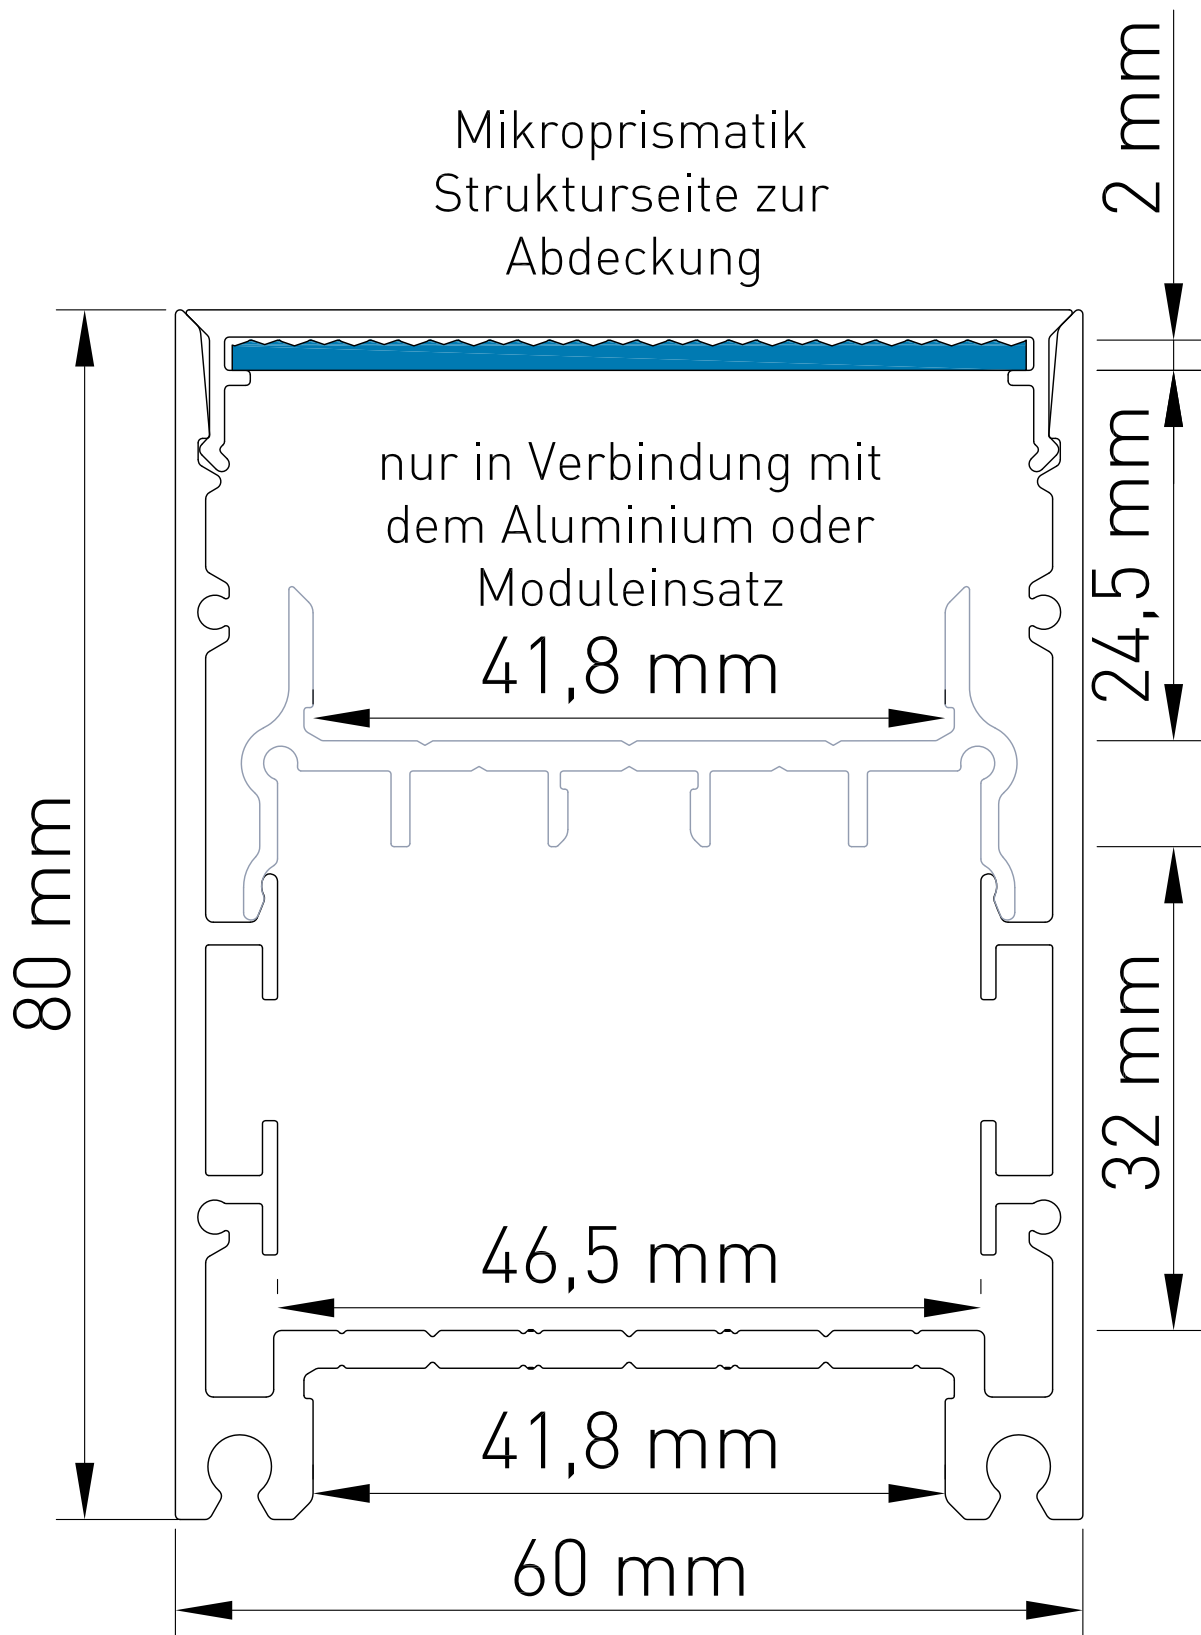 Mikroprismatik
Strukturseite zur
Abdeckung
2 mm
nur in Verbindung mit
dem Aluminium oder
Moduleinsatz
41,8 mm
24,5 mm
80 mm
32 mm
46,5 mm
41,8 mm
60 mm